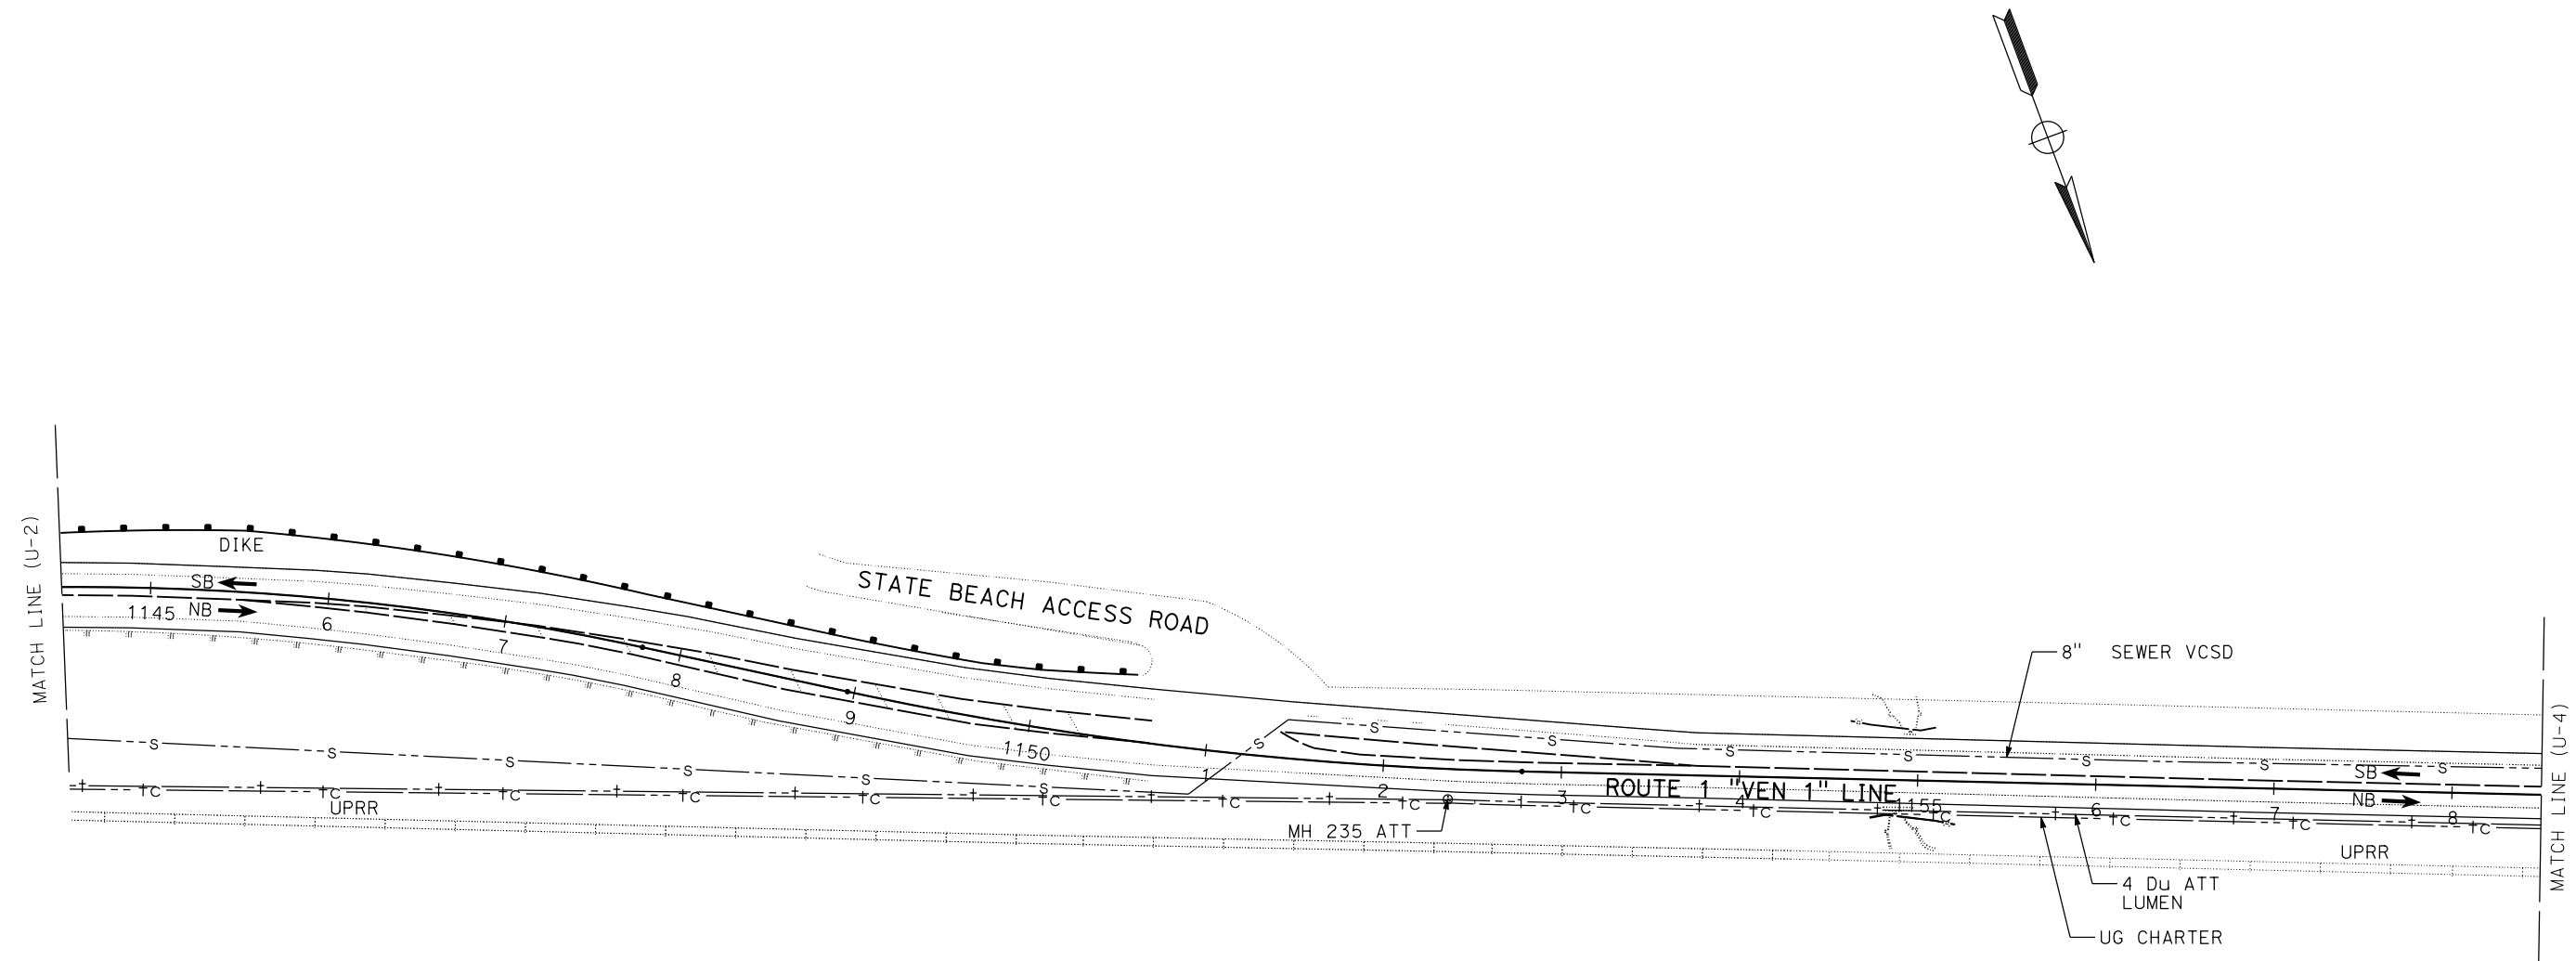 MATCH LINE (U-2)
DIKE
SB
1145
NB
6
7
8
9
1150
1
2
3
4
1155
6
7
8
STATE BEACH ACCESS ROAD
S
S
S
S
S
S
S
S
S
S
S
S
S
S
8" SEWER VCSD
ROUTE 1 "VEN 1" LINE
SB
NB
C
C
C
C
C
C
C
C
C
C
C
C
C
C
UPRR
MH 235 ATT
UPRR
4 Du ATT
LUMEN
UG CHARTER
MATCH LINE (U-4)